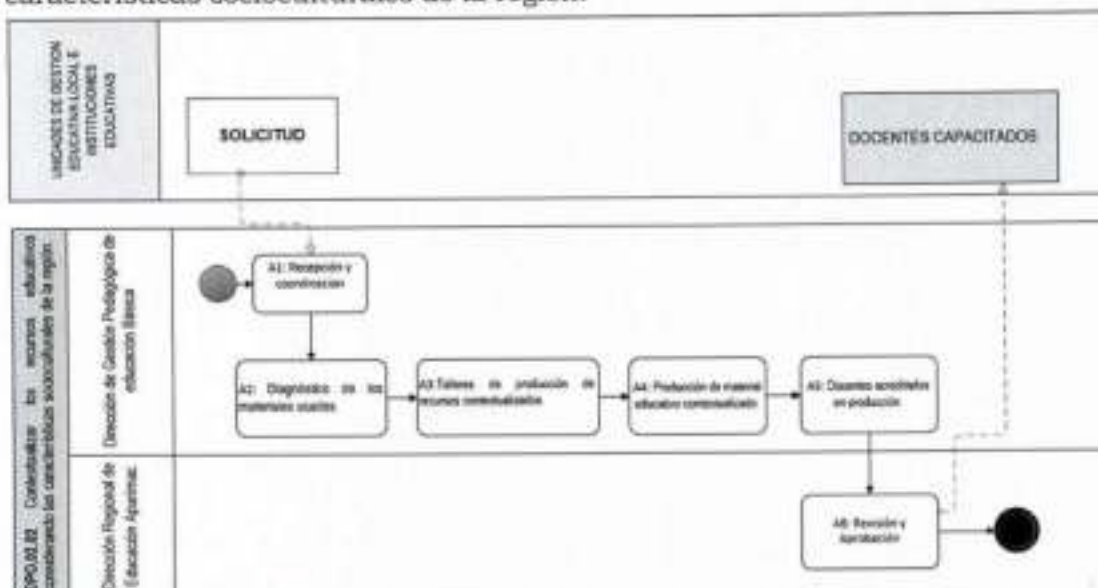 características socioculturales de la región.
UNIDADES DE GESTION
EDUCATIVA LOCAL E
INSTITUCIONES
EDUCATIVAS
SOLICITUD
DOCENTES CAPACITADOS
OPO.02.02 Contextualizar los recursos educativos
considerando las características socioculturales de la región
Dirección de Gestión Pedagógica de
educación Básica
A1: Recepción y
coordinación
A2: Diagnóstico de los
materiales usados
A3:Talleres de producción de
recursos contextualizados
A4: Producción de material
educativo contextualizado
A5: Docentes acreditados
en producción
Dirección Regional de
Educación Apurímac
A6: Revisión y
Aprobación